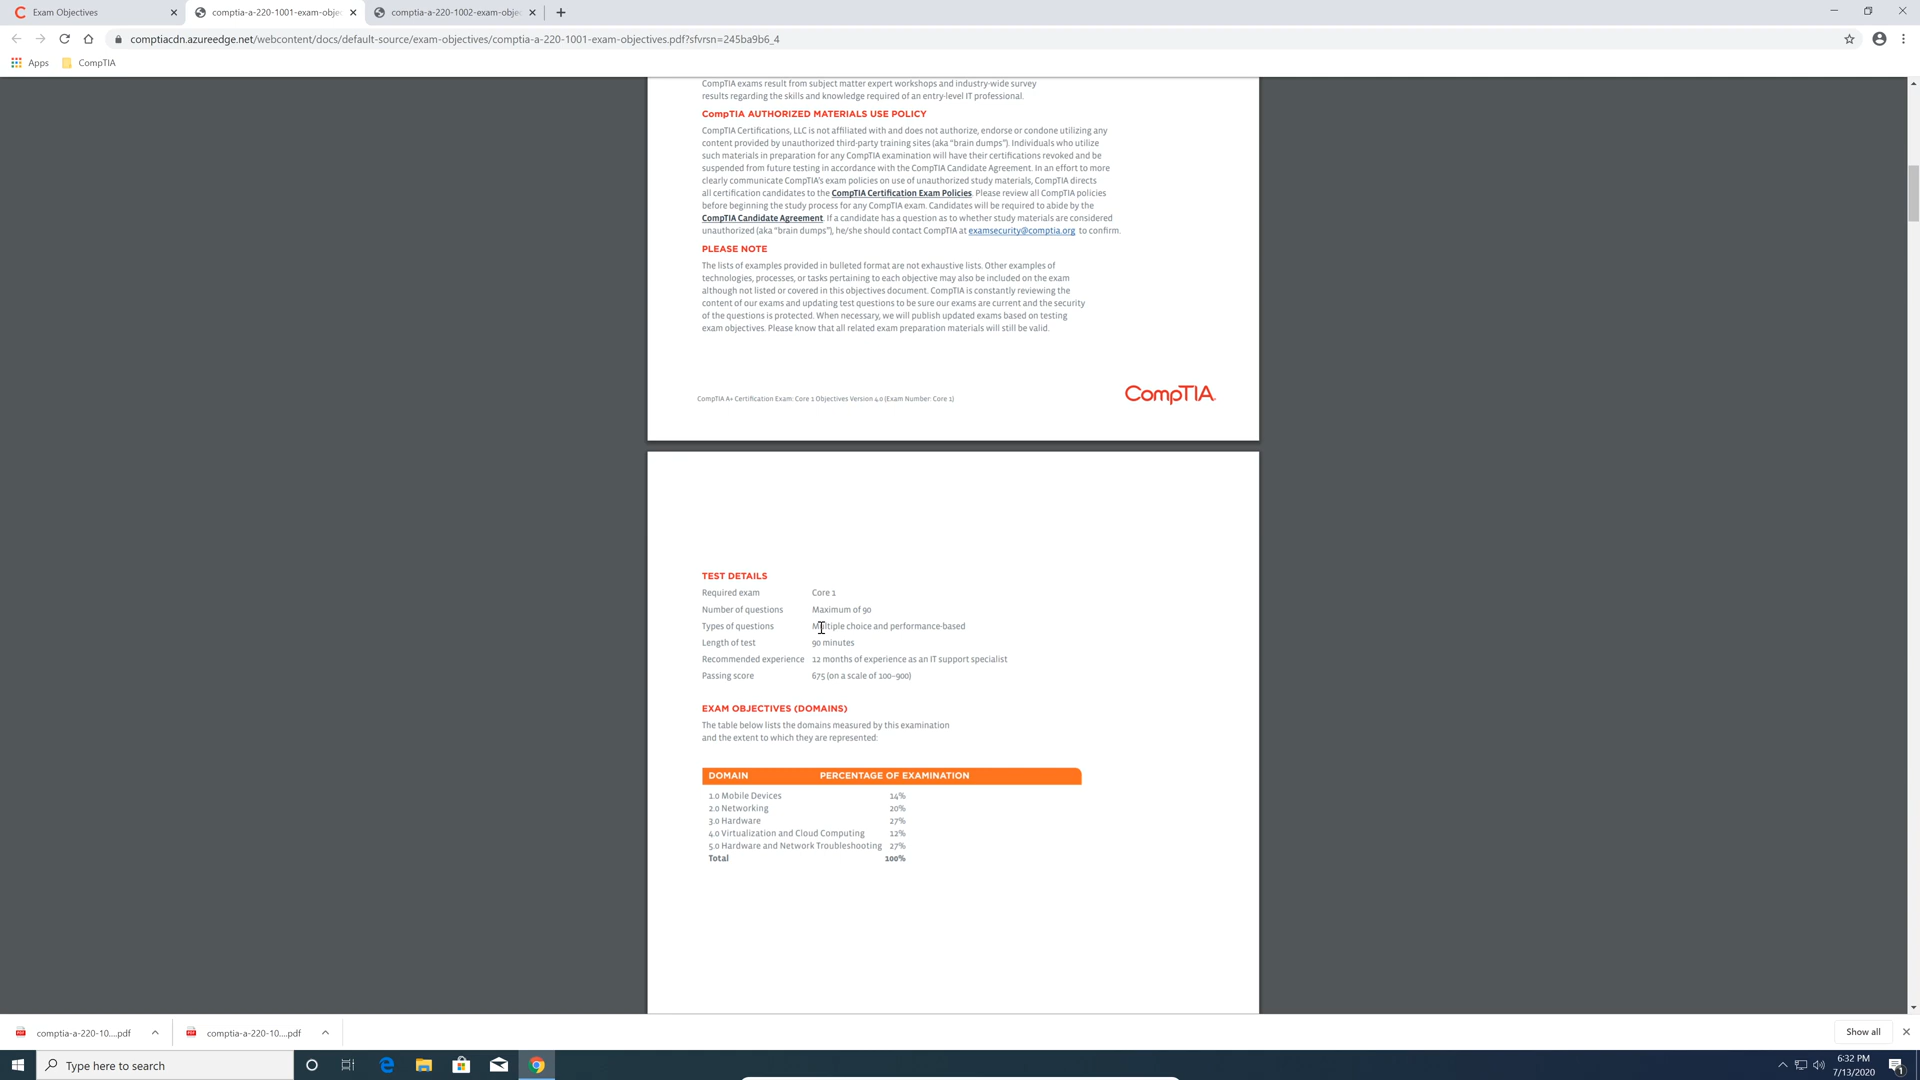 Exam Objectives
comptia-a-220-1001-exam-obje
comptia-a-220-1002-exam-obje
comptiacdn.azureedge.net/webcontent/docs/default-source/exam-objectives/comptia-a-220-1001-exam-objectives.pdf?sfvrsn=245ba9b6_4
Apps CompTIA
CompTIA exams result from subject matter expert workshops and industry-wide survey
results regarding the skills and knowledge required of an entry-level IT professional.
CompTIA AUTHORIZED MATERIALS USE POLICY
CompTIA Certifications, LLC is not affiliated with and does not authorize, endorse or condone utilizing any
content provided by unauthorized third-party training sites (aka “brain dumps”). Individuals who utilize
such materials in preparation for any CompTIA examination will have their certifications revoked and be
suspended from future testing in accordance with the CompTIA Candidate Agreement. In an effort to more
clearly communicate CompTIA’s exam policies on use of unauthorized study materials, CompTIA directs
all certification candidates to the CompTIA Certification Exam Policies. Please review all CompTIA policies
before beginning the study process for any CompTIA exam. Candidates will be required to abide by the
CompTIA Candidate Agreement. If a candidate has a question as to whether study materials are considered
unauthorized (aka “brain dumps”), he/she should contact CompTIA at examsecurity@comptia.org to confirm.
PLEASE NOTE
The lists of examples provided in bulleted format are not exhaustive lists. Other examples of
technologies, processes, or tasks pertaining to each objective may also be included on the exam
although not listed or covered in this objectives document. CompTIA is constantly reviewing the
content of our exams and updating test questions to be sure our exams are current and the security
of the questions is protected. When necessary, we will publish updated exams based on testing
exam objectives. Please know that all related exam preparation materials will still be valid.
CompTIA A+ Certification Exam: Core 1 Objectives Version 4.0 (Exam Number: Core 1)
CompTIA.
TEST DETAILS
Required exam Core 1
Number of questions Maximum of 90
Types of questions Multiple choice and performance-based
Length of test 90 minutes
Recommended experience 12 months of experience as an IT support specialist
Passing score 675 (on a scale of 100–900)
EXAM OBJECTIVES (DOMAINS)
The table below lists the domains measured by this examination
and the extent to which they are represented:
DOMAIN PERCENTAGE OF EXAMINATION
1.0 Mobile Devices 14%
2.0 Networking 20%
3.0 Hardware 27%
4.0 Virtualization and Cloud Computing 12%
5.0 Hardware and Network Troubleshooting 27%
Total 100%
comptia-a-220-10....pdf
comptia-a-220-10....pdf
Show all
Type here to search
6:32 PM
7/13/2020
1